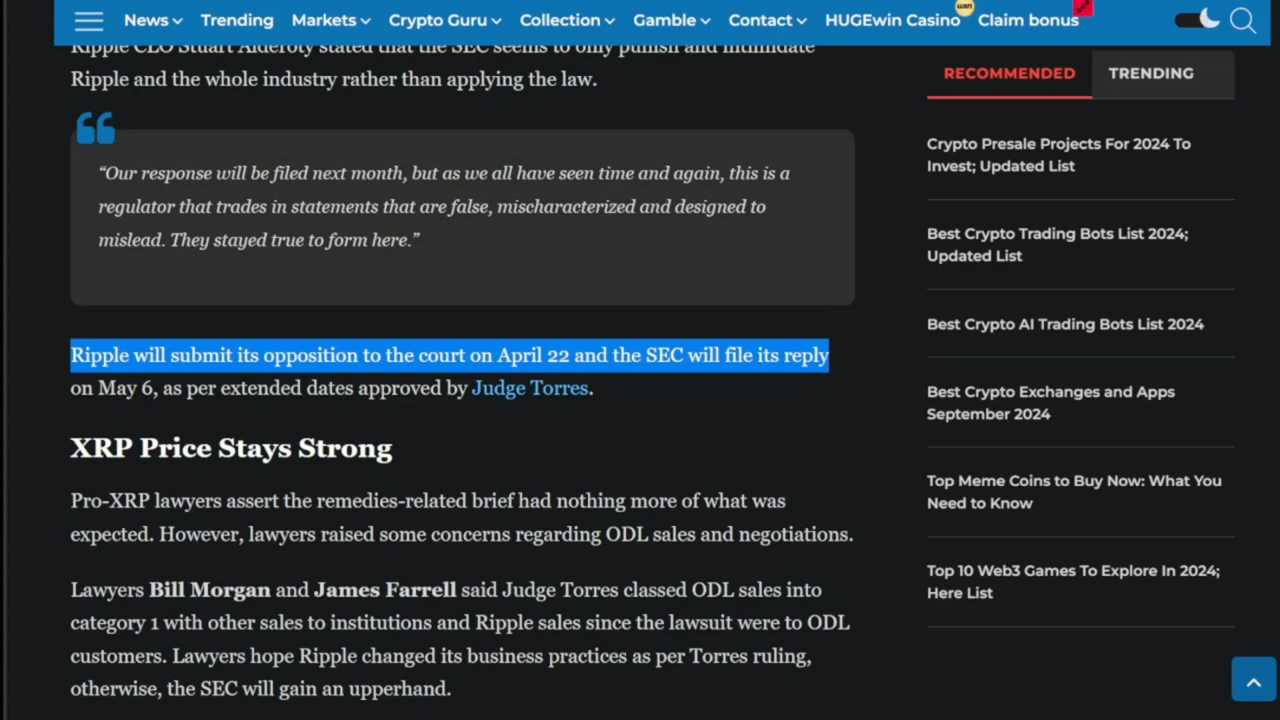 News Trending Markets Crypto Guru Collection Gamble Contact HUGEwin Casino Claim bonus
Ripple CLO Stuart Alderoty stated that the SEC seems to only punish and intimidate
Ripple and the whole industry rather than applying the law.
“Our response will be filed next month, but as we all have seen time and again, this is a
regulator that trades in statements that are false, mischaracterized and designed to
mislead. They stayed true to form here.”
Ripple will submit its opposition to the court on April 22 and the SEC will file its reply
on May 6, as per extended dates approved by Judge Torres.
XRP Price Stays Strong
Pro-XRP lawyers assert the remedies-related brief had nothing more of what was
expected. However, lawyers raised some concerns regarding ODL sales and negotiations.
Lawyers Bill Morgan and James Farrell said Judge Torres classed ODL sales into
category 1 with other sales to institutions and Ripple sales since the lawsuit were to ODL
customers. Lawyers hope Ripple changed its business practices as per Torres ruling,
otherwise, the SEC will gain an upperhand.
RECOMMENDED TRENDING
Crypto Presale Projects For 2024 To
Invest; Updated List
Best Crypto Trading Bots List 2024;
Updated List
Best Crypto AI Trading Bots List 2024
Best Crypto Exchanges and Apps
September 2024
Top Meme Coins to Buy Now: What You
Need to Know
Top 10 Web3 Games To Explore In 2024;
Here List